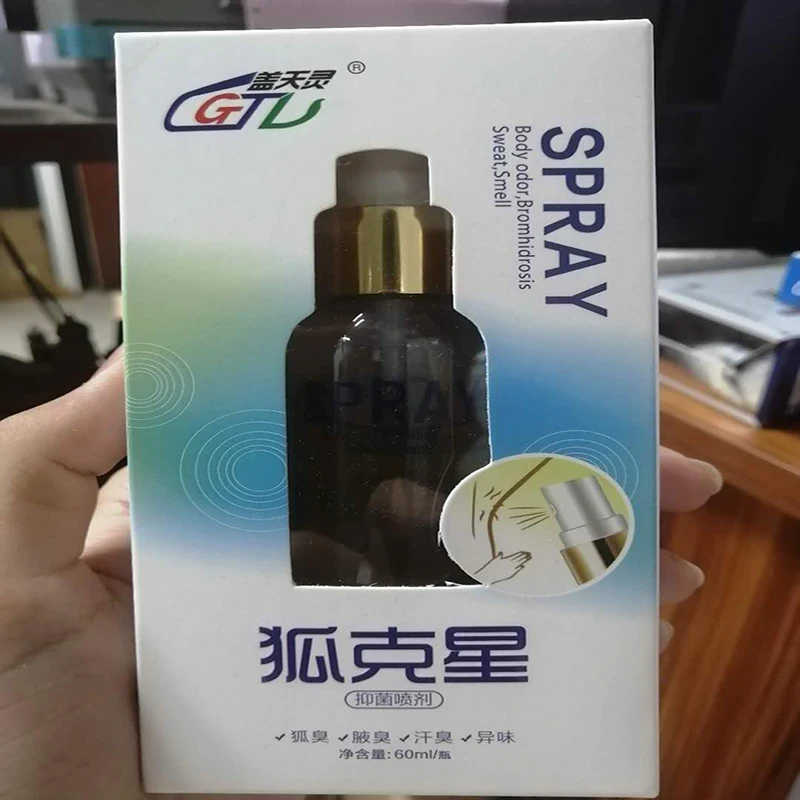 盖天灵
®
GTL
SPRAY
Body odor,Bromhidrosis
Sweat,Smell
SPRAY
狐克星
抑菌喷剂
✓狐臭 ✓腋臭 ✓汗臭 ✓异味
净含量: 60ml/瓶